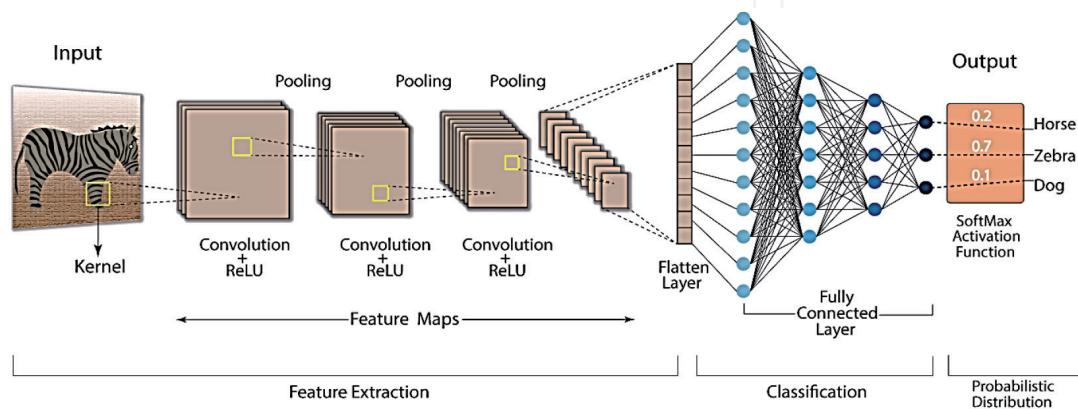 Input
Pooling
Pooling
Pooling
Output
0.2
Horse
0.7
Zebra
0.1
Dog
SoftMax
Activation
Function
Kernel
Convolution
+
ReLU
Convolution
+
ReLU
Convolution
+
ReLU
Flatten
Layer
Fully
Connected
Layer
Feature Maps
Feature Extraction
Classification
Probabilistic
Distribution